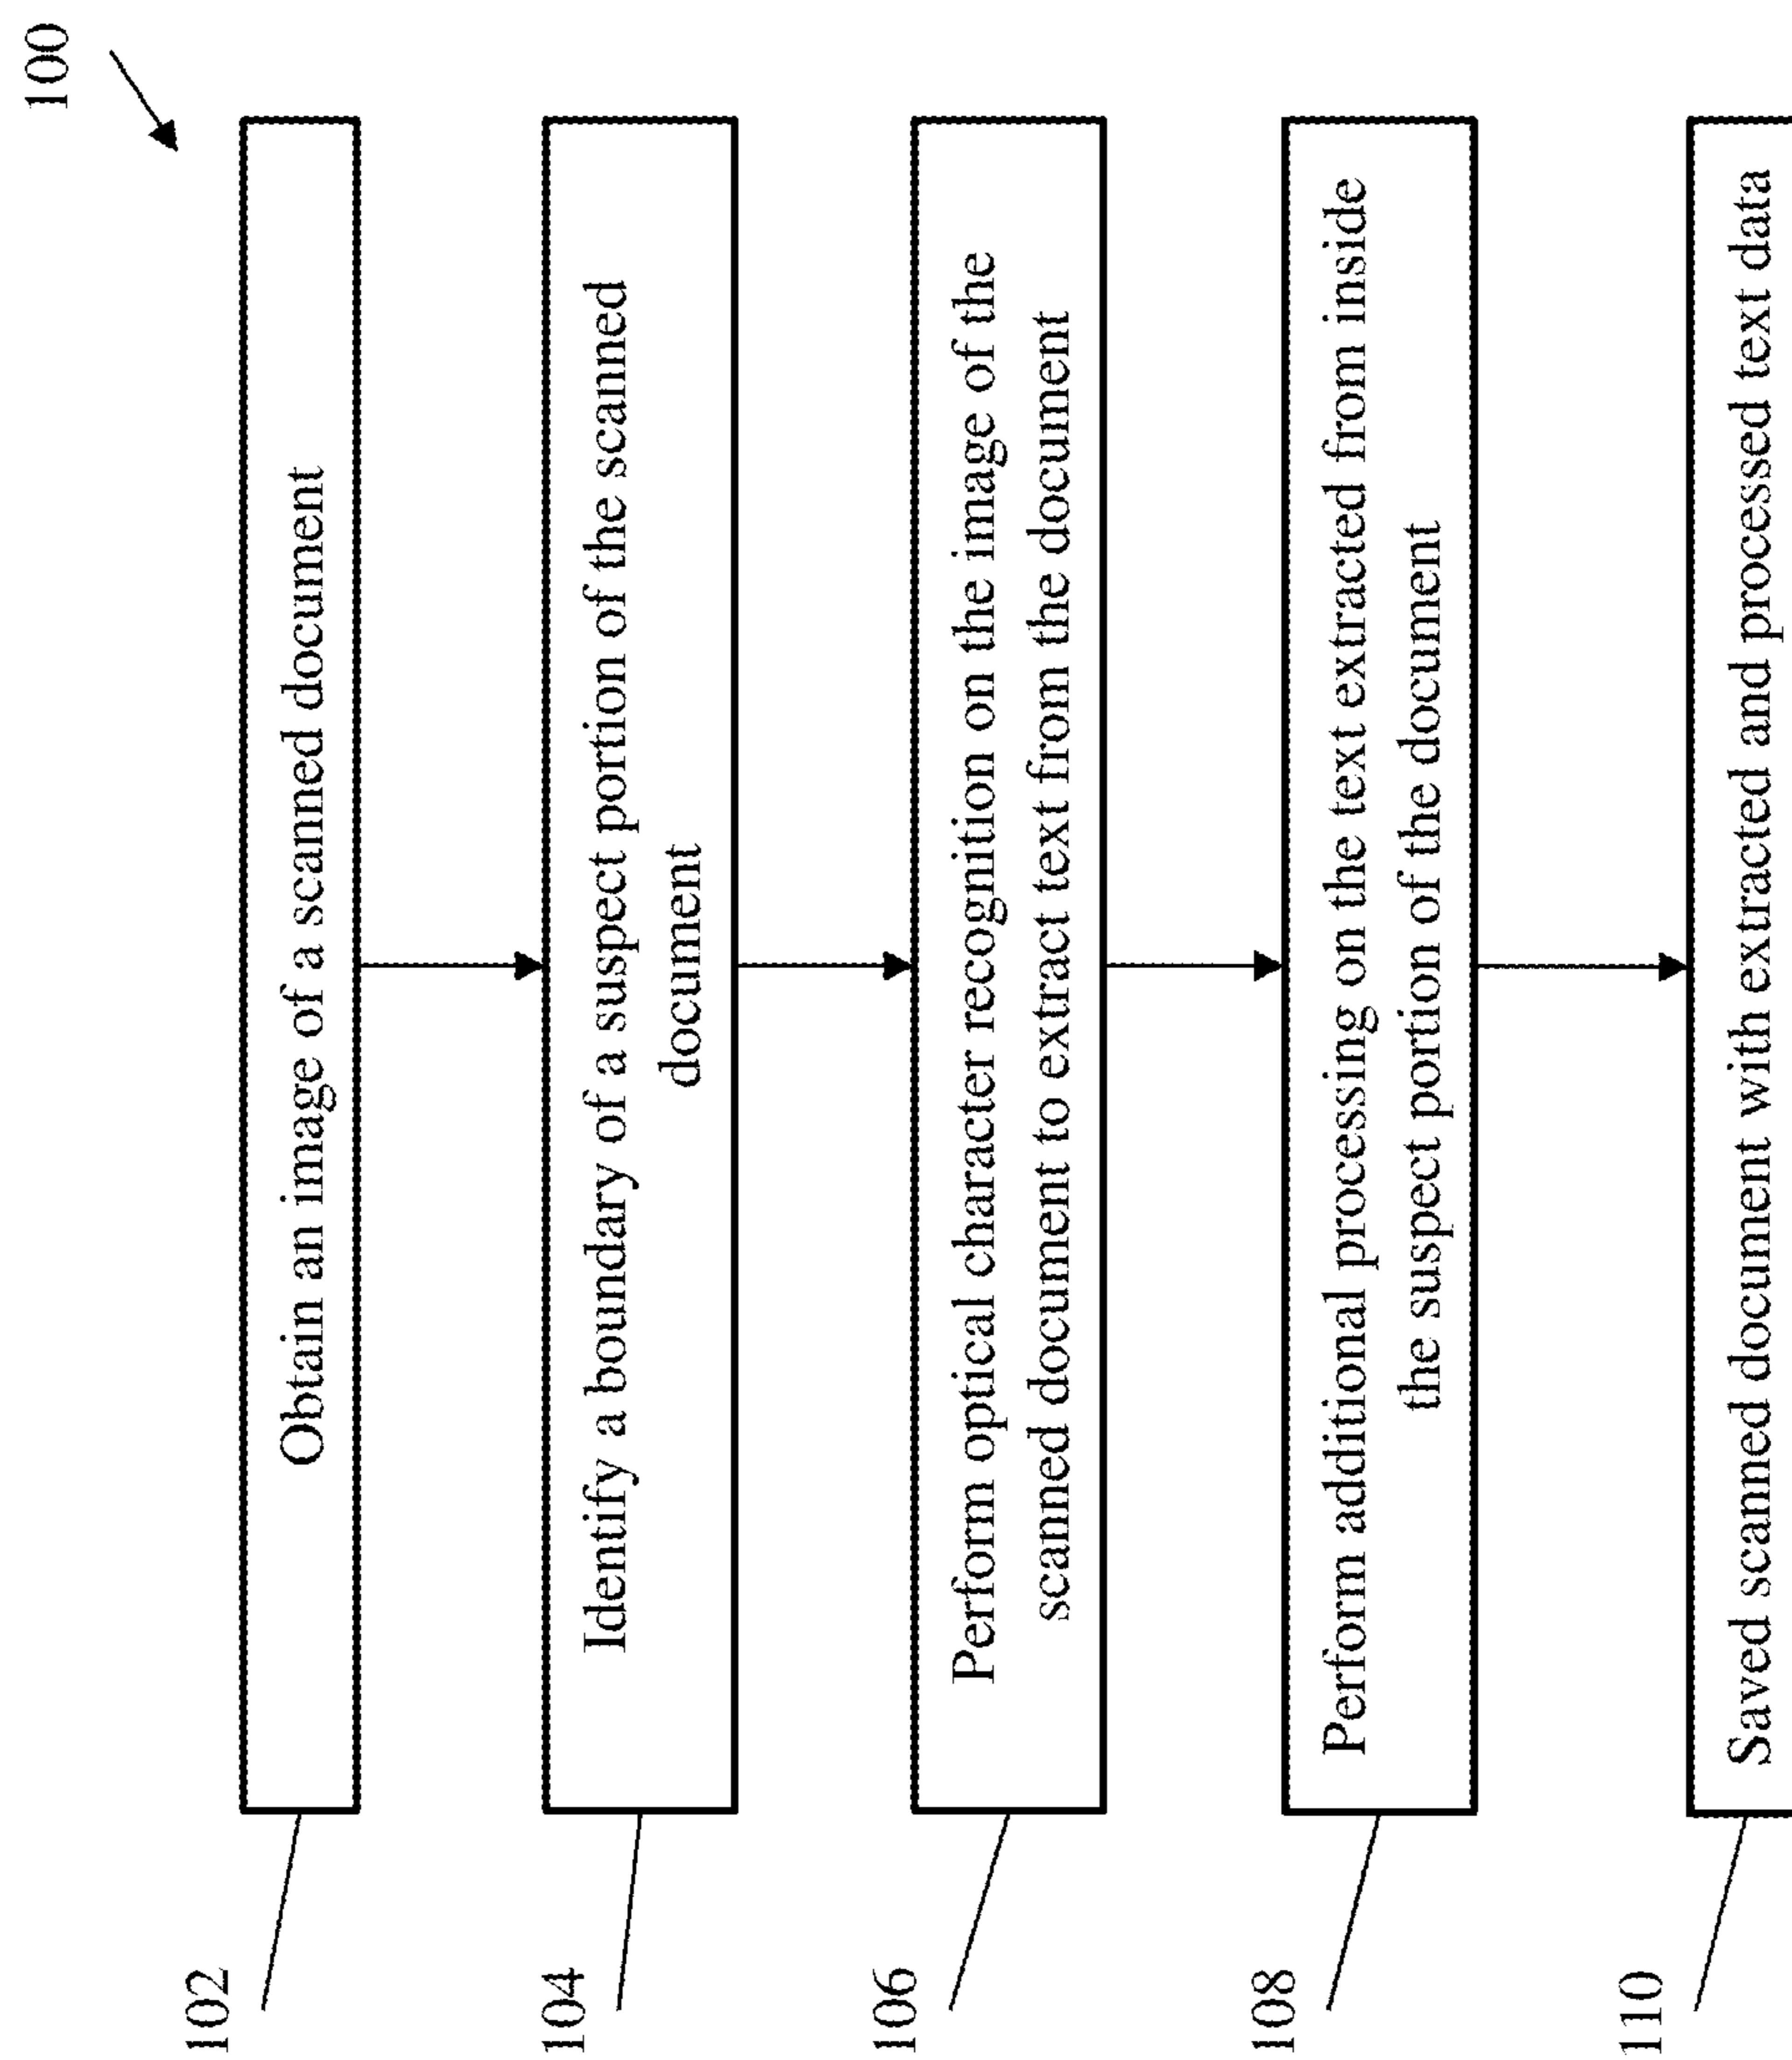 100
102
Obtain an image of a scanned document
104
Identify a boundary of a suspect portion of the scanned
document
106
Perform optical character recognition on the image of the
scanned document to extract text from the document
108
Perform additional processing on the text extracted from inside
the suspect portion of the document
110
Saved scanned document with extracted and processed text data